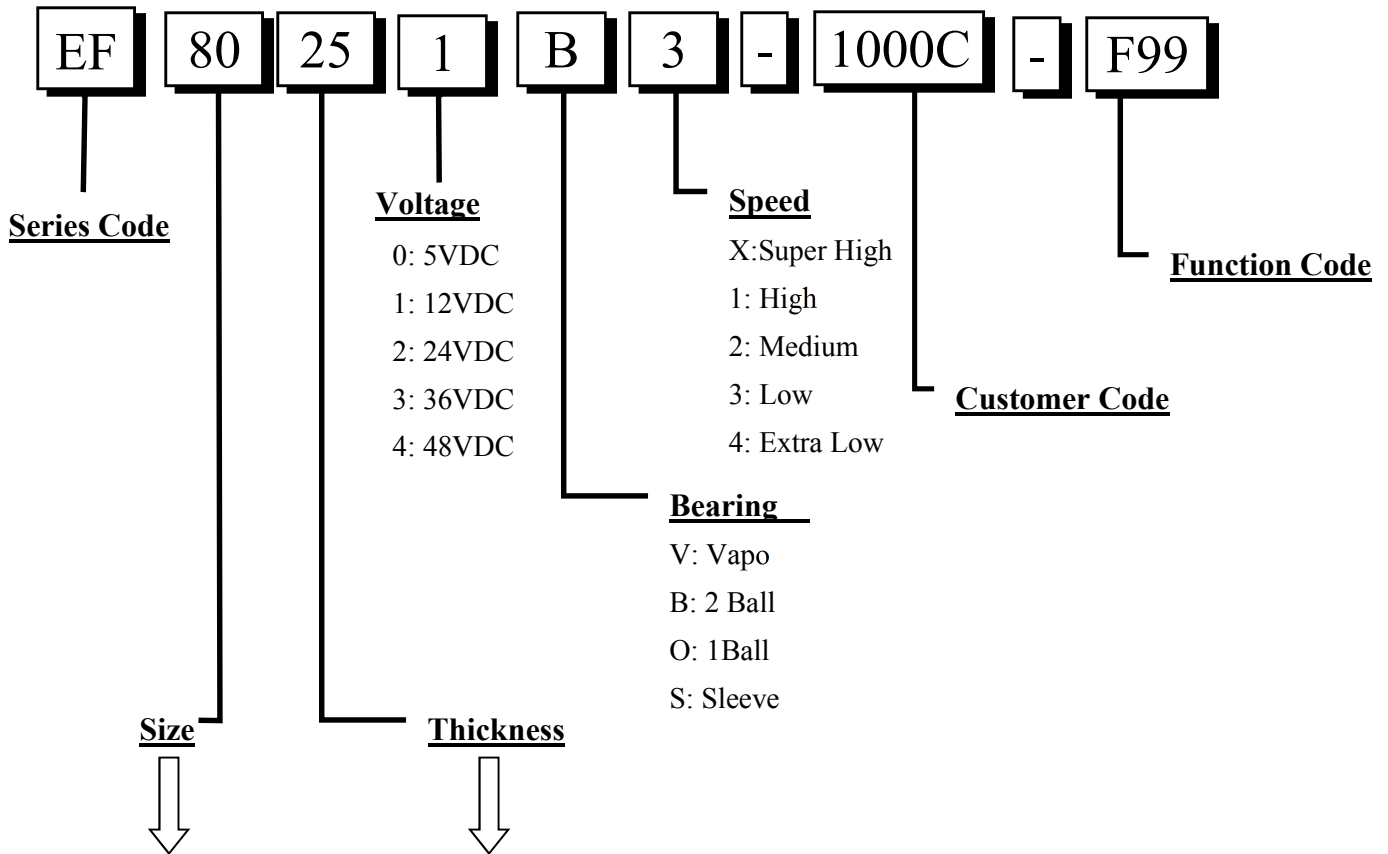 EF 80 25 1 B 3 - 1000C - F99
Series Code
Voltage
0: 5VDC
1: 12VDC
2: 24VDC
3: 36VDC
4: 48VDC
Speed
X:Super High
1: High
2: Medium
3: Low
4: Extra Low
Function Code
Customer Code
Bearing
V: Vapo
B: 2 Ball
O: 1Ball
S: Sleeve
Size
Thickness